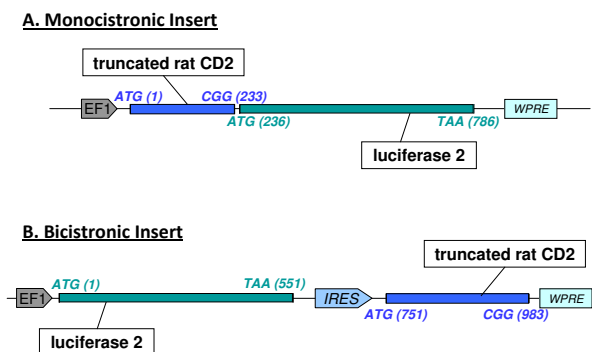 A. Monocistronic Insert
truncated rat CD2
ATG (1) CGG (233)
EF1 WPRE
ATG (236) TAA (786)
luciferase 2
B. Bicistronic Insert
truncated rat CD2
ATG (1) TAA (551)
EF1 IRES WPRE
ATG (751) CGG (983)
luciferase 2